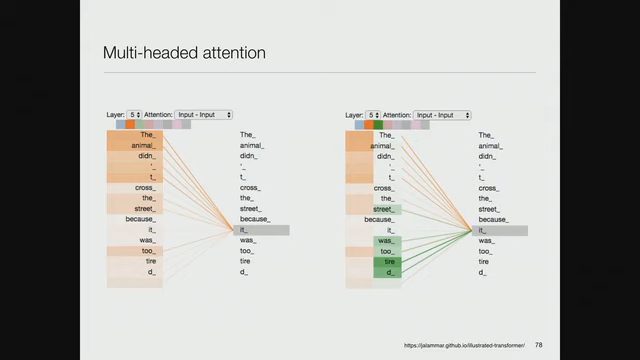 Multi-headed attention
Layer: 5 Attention: Input - Input
The_ The_
animal_ animal_
didn_ didn_
'_ '_
t_ t_
cross_ cross_
the_ the_
street_ street_
because_ because_
it_ it_
was_ was_
too_ too_
tire tire
d_ d_
Layer: 5 Attention: Input - Input
The_ The_
animal_ animal_
didn_ didn_
'_ '_
t_ t_
cross_ cross_
the_ the_
street_ street_
because_ because_
it_ it_
was_ was_
too_ too_
tire tire
d_ d_
https://jalammar.github.io/illustrated-transformer/ 78